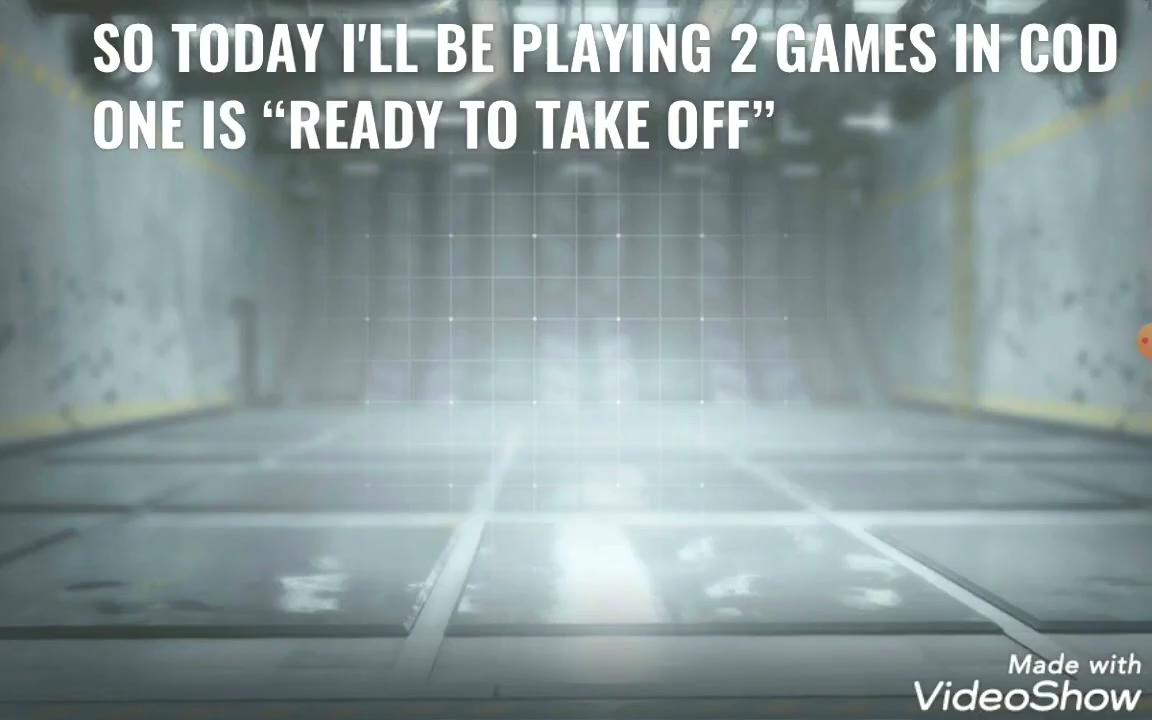 SO TODAY I'LL BE PLAYING 2 GAMES IN COD
ONE IS “READY TO TAKE OFF”
Made with
VideoShow